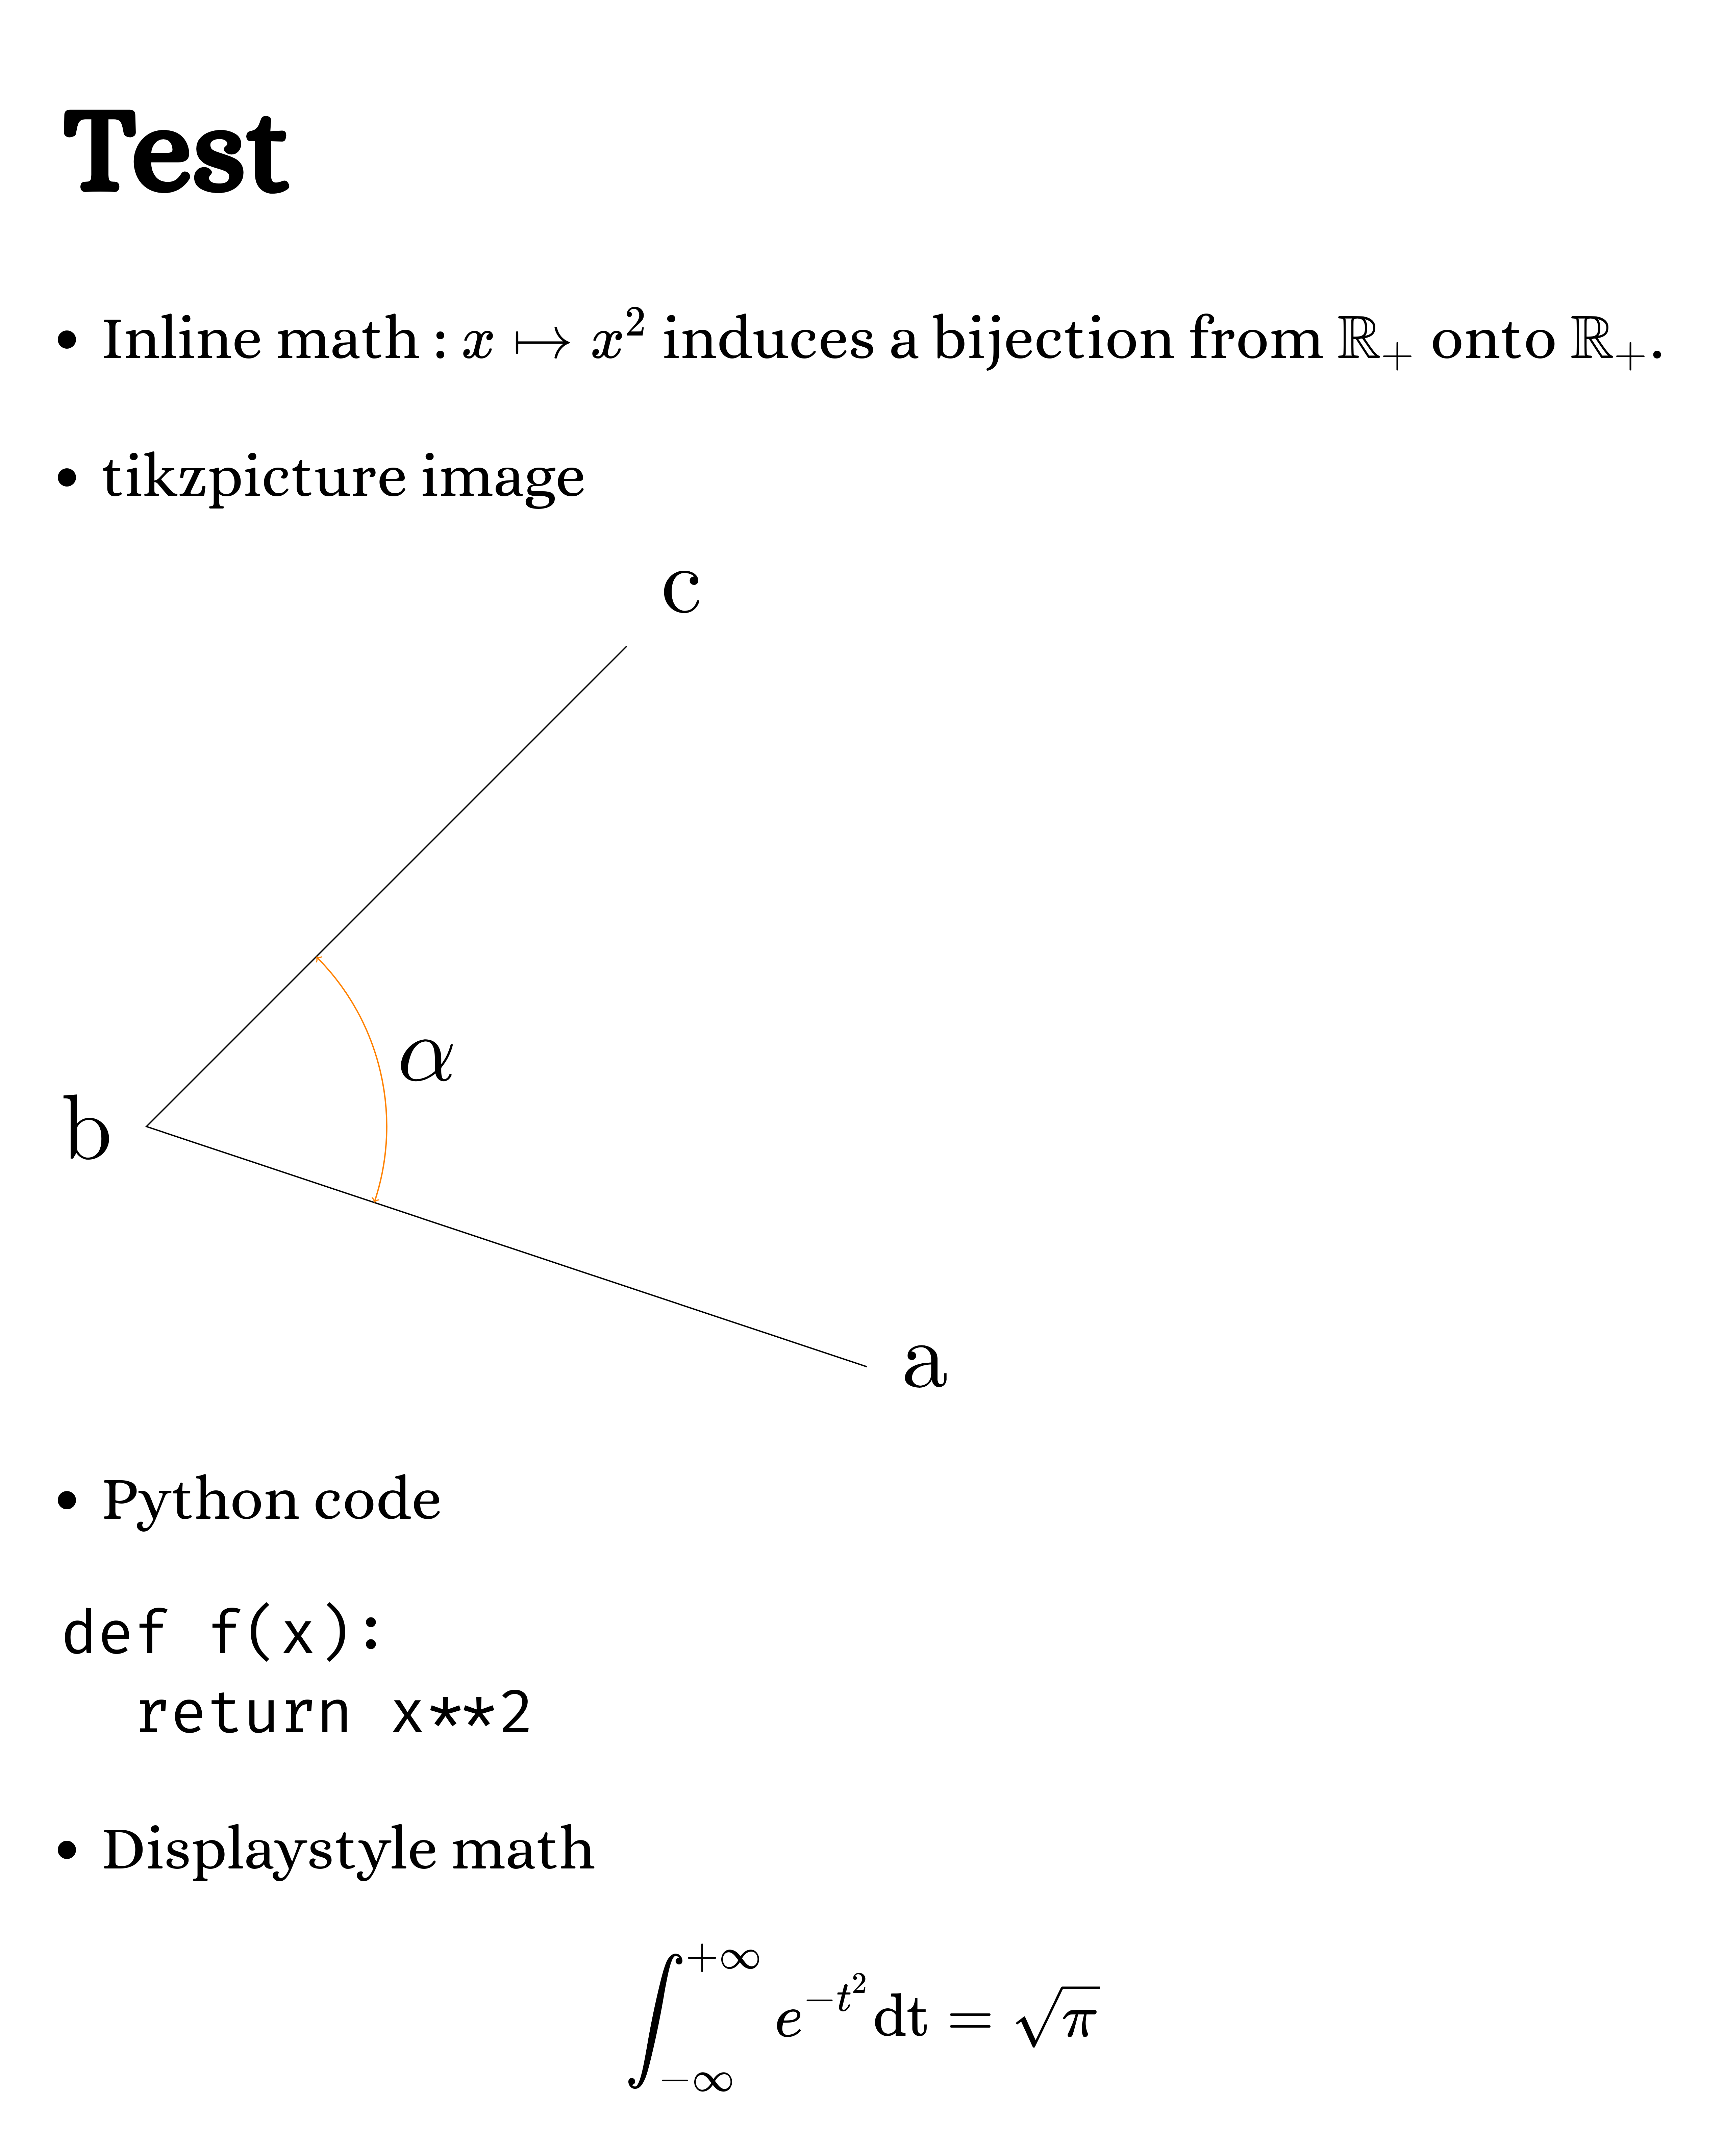 Test
• Inline math : x ↦ x² induces a bijection from ℝ₊ onto ℝ₊.
• tikzpicture image
c
α
b
a
• Python code
def f(x):
  return x**2
• Displaystyle math
∫_{-∞}^{+∞} e^{-t²} dt = √π